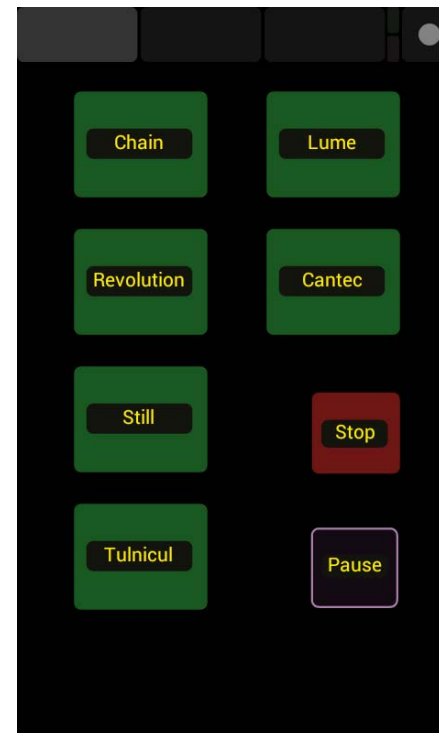 Chain
Lume
Revolution
Cantec
Still
Stop
Tulnicul
Pause